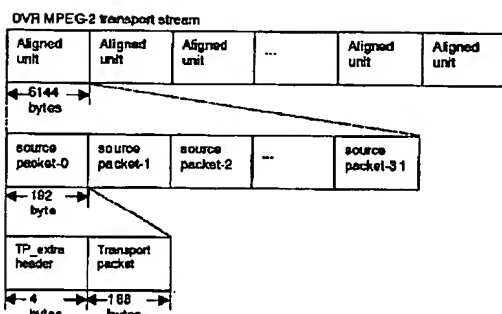 DVR MPEG-2 transport stream
Aligned unit
Aligned unit
Aligned unit
...
Aligned unit
Aligned unit
6144 bytes
source packet-0
source packet-1
source packet-2
...
source packet-31
192 byte
TP_extra header
Transport packet
4 bytes
188 bytes